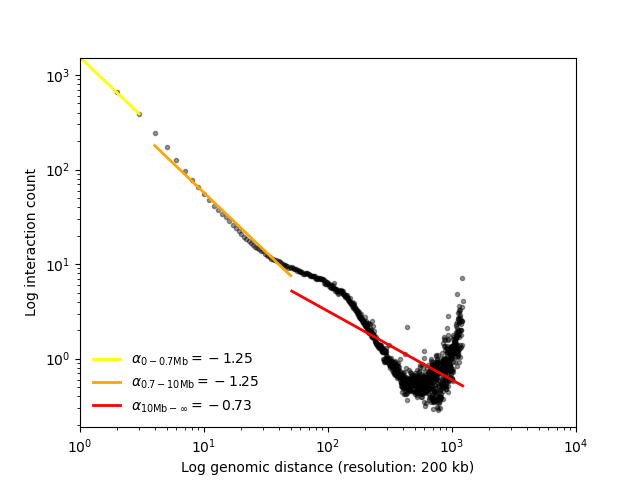 10³
10²
10¹
10⁰
Log interaction count
α₀₋₀.₇Mb = −1.25
α₀.₇₋₁₀Mb = −1.25
α₁₀Mb₋∞ = −0.73
10⁰ 10¹ 10² 10³ 10⁴
Log genomic distance (resolution: 200 kb)